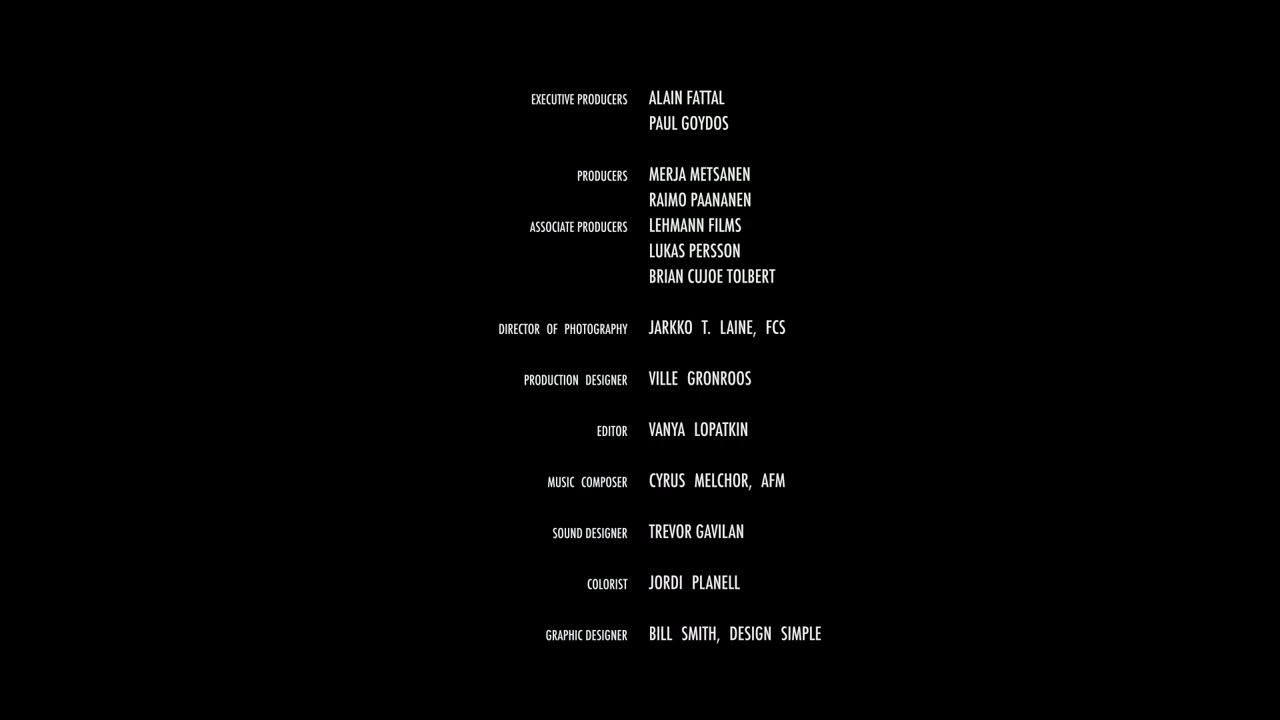 EXECUTIVE PRODUCERS ALAIN FATTAL
PAUL GOYDOS
PRODUCERS MERJA METSANEN
RAIMO PAANANEN
ASSOCIATE PRODUCERS LEHMANN FILMS
LUKAS PERSSON
BRIAN CUJOE TOLBERT
DIRECTOR OF PHOTOGRAPHY JARKKO T. LAINE, FCS
PRODUCTION DESIGNER VILLE GRONROOS
EDITOR VANYA LOPATKIN
MUSIC COMPOSER CYRUS MELCHOR, AFM
SOUND DESIGNER TREVOR GAVILAN
COLORIST JORDI PLANELL
GRAPHIC DESIGNER BILL SMITH, DESIGN SIMPLE